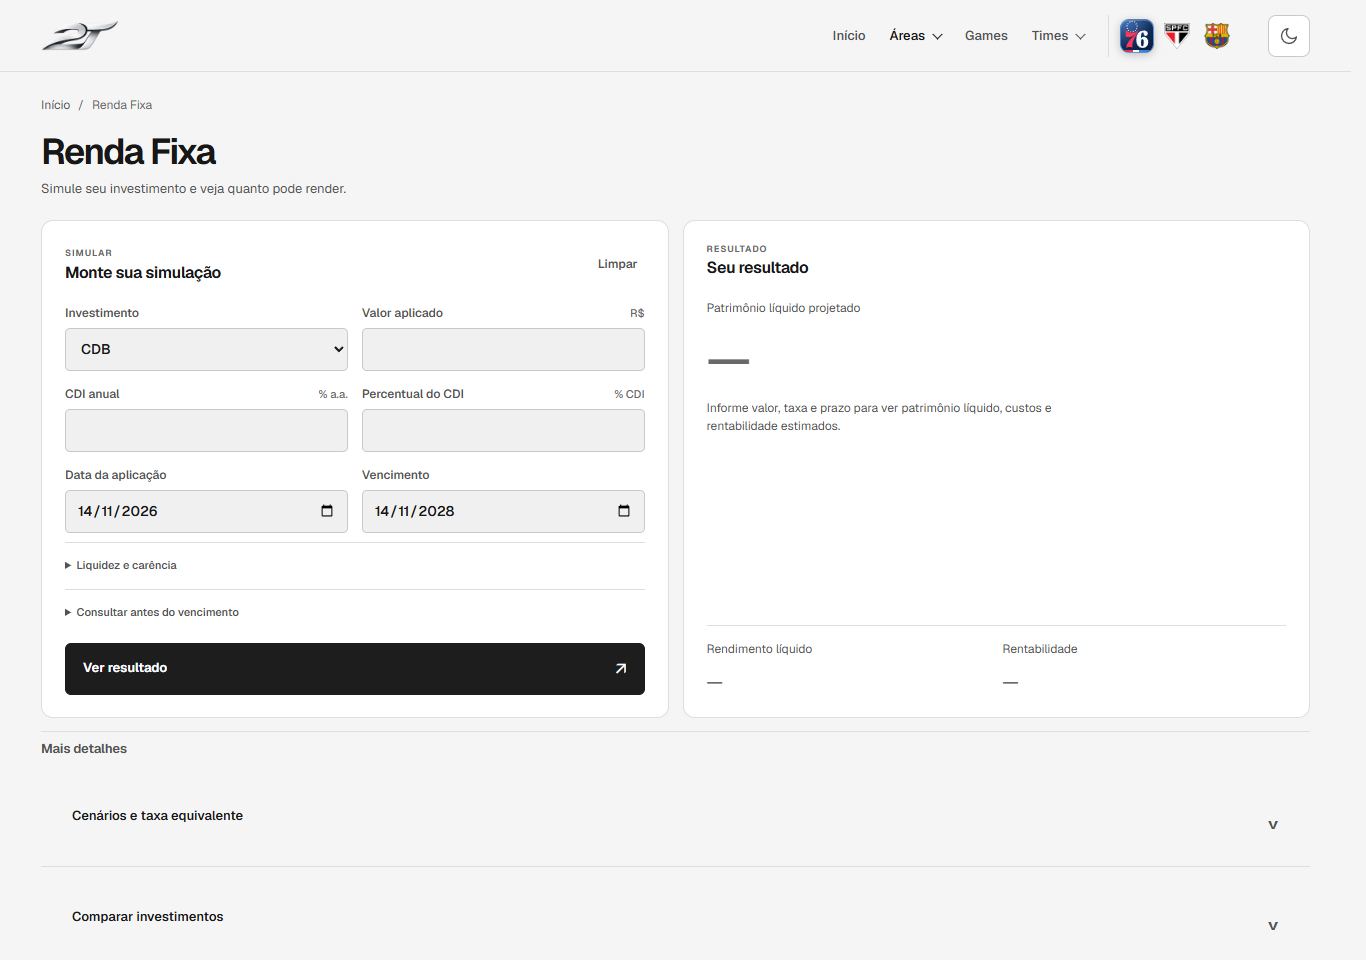 2T
Início
Áreas
Games
Times
76
SPFC
Início / Renda Fixa
Renda Fixa
Simule seu investimento e veja quanto pode render.
SIMULAR
Monte sua simulação
Limpar
Investimento
Valor aplicado
R$
CDB
CDI anual
% a.a.
Percentual do CDI
% CDI
Data da aplicação
Vencimento
14/11/2026
14/11/2028
Liquidez e carência
Consultar antes do vencimento
Ver resultado
RESULTADO
Seu resultado
Patrimônio líquido projetado
—
Informe valor, taxa e prazo para ver patrimônio líquido, custos e
rentabilidade estimados.
Rendimento líquido
Rentabilidade
—
—
Mais detalhes
Cenários e taxa equivalente
v
Comparar investimentos
v